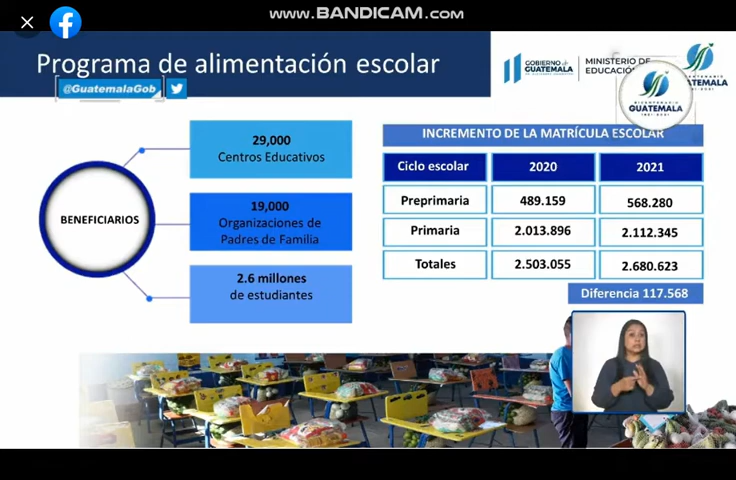 WWW.BANDICAM.COM
Programa de alimentación escolar
@GuatemalaGob
GOBIERNO de
GUATEMALA
MINISTERIO DE
EDUCACIÓN
BICENTENARIO
GUATEMALA
1821-2021
29,000
Centros Educativos
BENEFICIARIOS
19,000
Organizaciones de
Padres de Familia
2.6 millones
de estudiantes
INCREMENTO DE LA MATRÍCULA ESCOLAR
Ciclo escolar 2020 2021
Preprimaria 489.159 568.280
Primaria 2.013.896 2.112.345
Totales 2.503.055 2.680.623
Diferencia 117.568